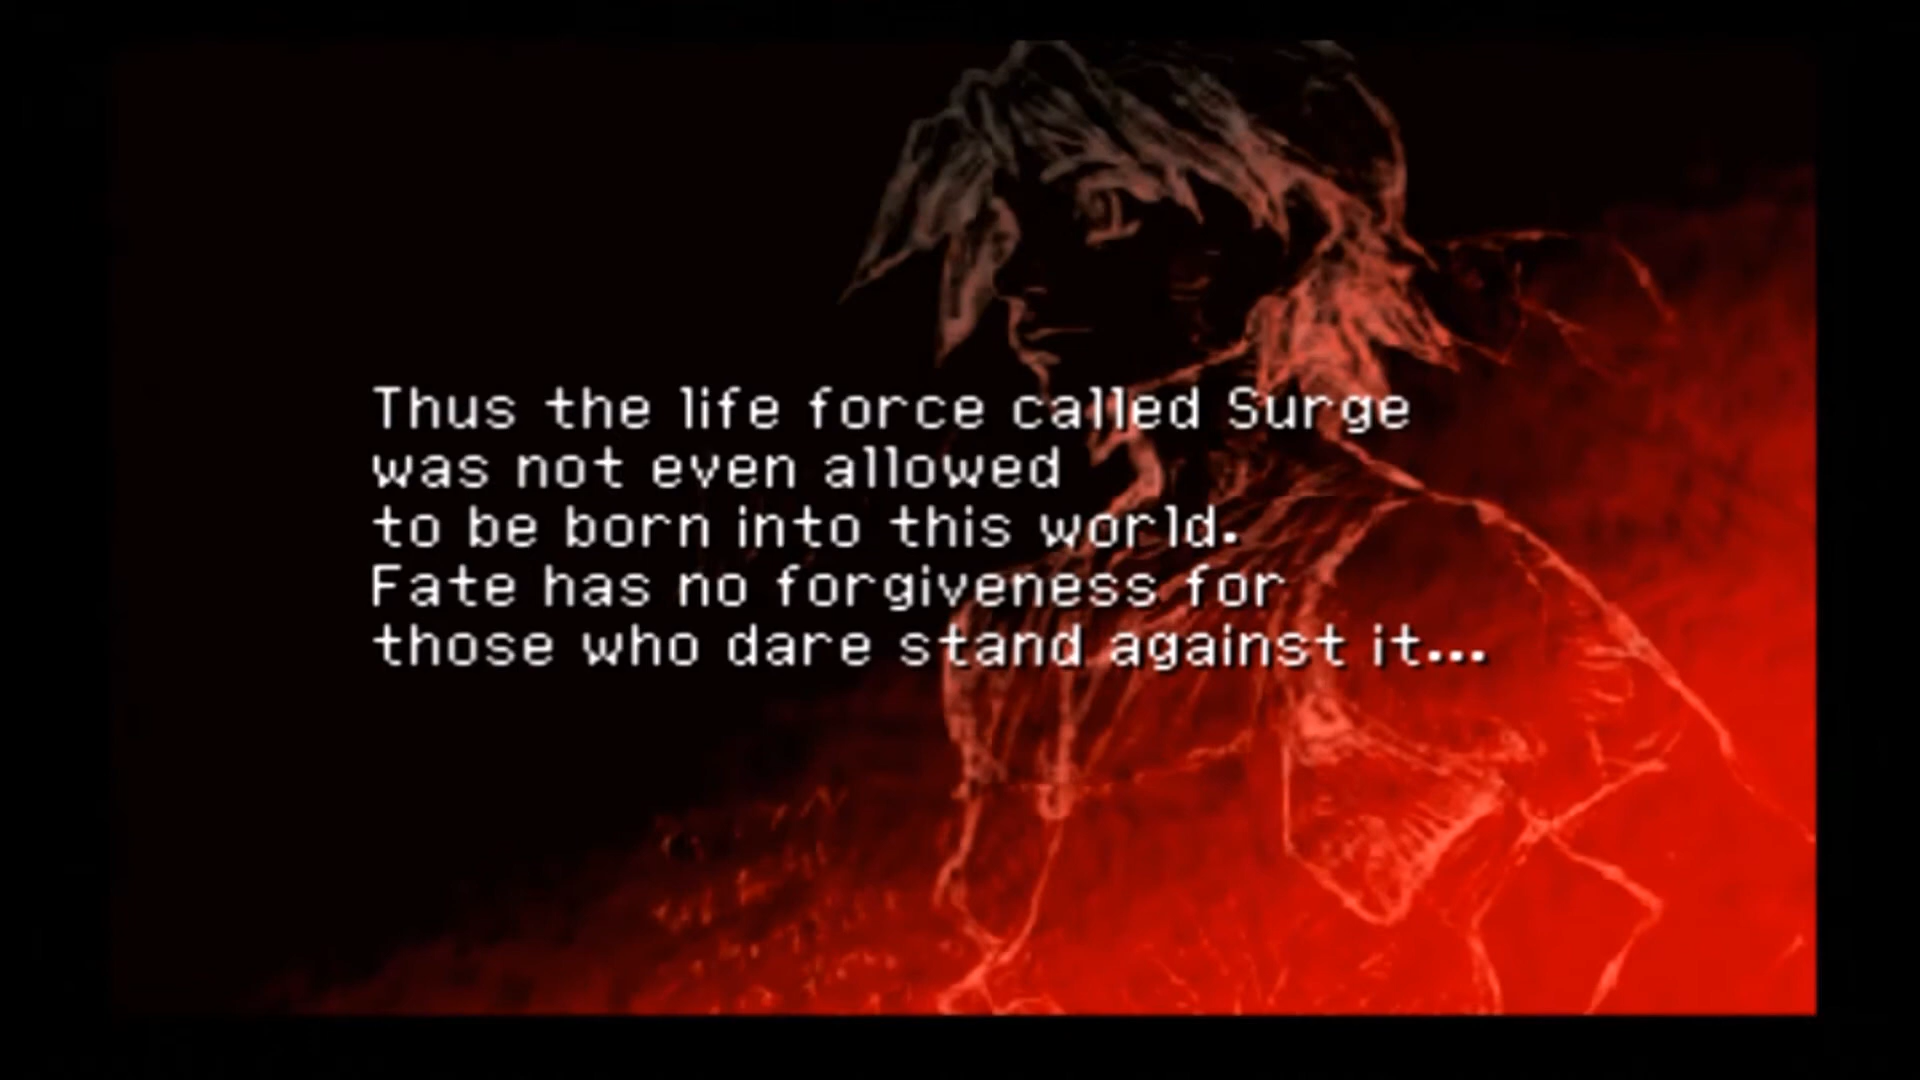 Thus the life force called Surge
was not even allowed
to be born into this world.
Fate has no forgiveness for
those who dare stand against it...